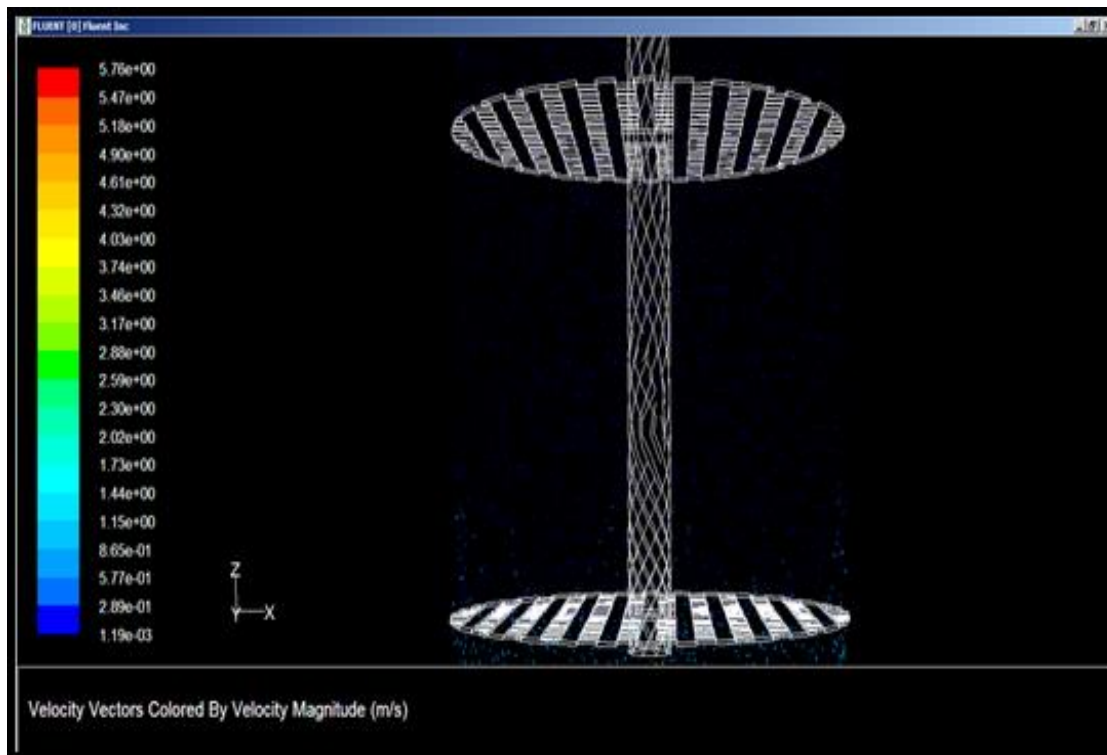 FLUENT [0] Fluent Inc
5.76e+00
5.47e+00
5.18e+00
4.90e+00
4.61e+00
4.32e+00
4.03e+00
3.74e+00
3.46e+00
3.17e+00
2.88e+00
2.59e+00
2.30e+00
2.02e+00
1.73e+00
1.44e+00
1.15e+00
8.65e-01
5.77e-01
2.89e-01
1.19e-03
Z
Y X
Velocity Vectors Colored By Velocity Magnitude (m/s)